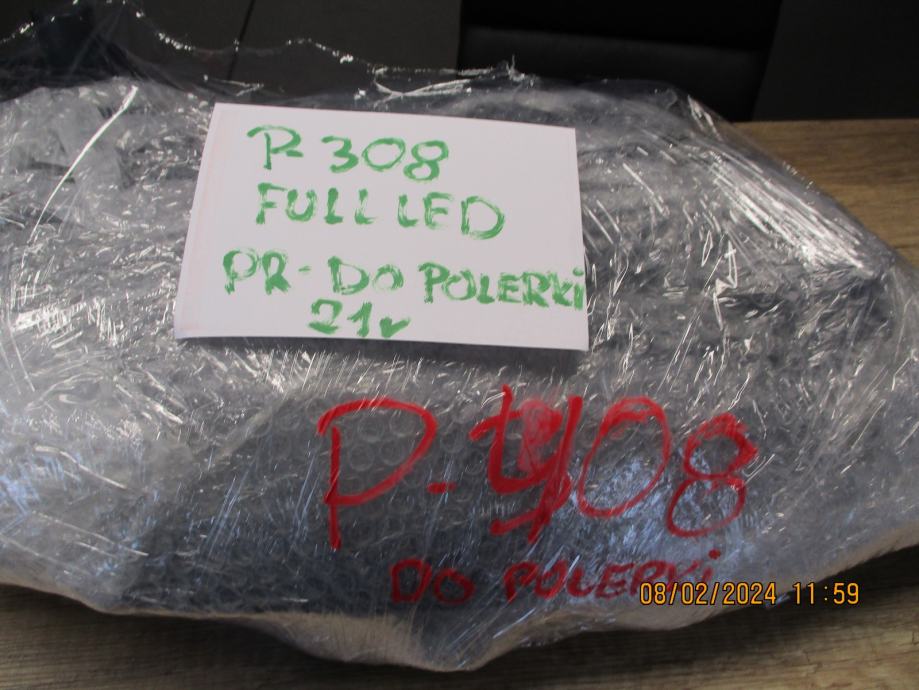 P-308
FULL LED
PR-DO POLERKI
21r
P-408
DO POLERKI
08/02/2024 11:59